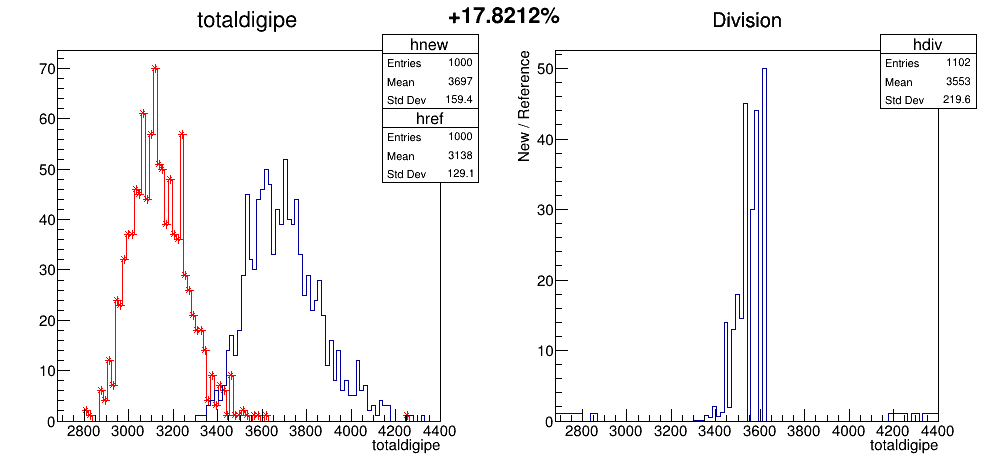 +17.8212%
totaldigipe
hnew
Entries 1000
Mean 3697
Std Dev 159.4
href
Entries 1000
Mean 3138
Std Dev 129.1
70
60
50
40
30
20
10
0
2800 3000 3200 3400 3600 3800 4000 4200 4400
totaldigipe
Division
hdiv
Entries 1102
Mean 3553
Std Dev 219.6
New / Reference
50
40
30
20
10
0
2800 3000 3200 3400 3600 3800 4000 4200 4400
totaldigipe